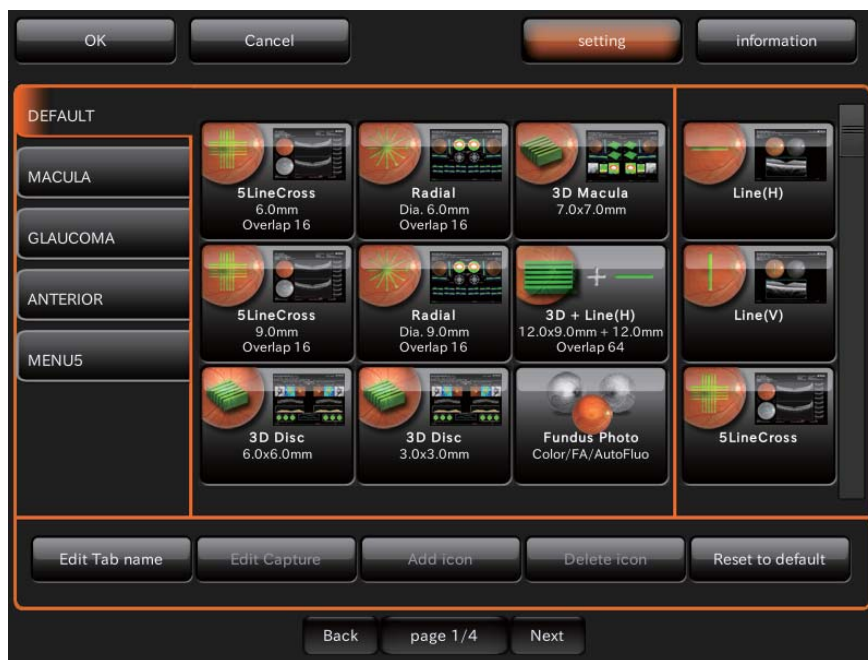 OK
Cancel
setting
information
DEFAULT
MACULA
GLAUCOMA
ANTERIOR
MENU5
5LineCross
6.0mm
Overlap 16
Radial
Dia. 6.0mm
Overlap 16
3D Macula
7.0x7.0mm
Line(H)
5LineCross
9.0mm
Overlap 16
Radial
Dia. 9.0mm
Overlap 16
3D + Line(H)
12.0x9.0mm + 12.0mm
Overlap 64
Line(V)
3D Disc
6.0x6.0mm
3D Disc
3.0x3.0mm
Fundus Photo
Color/FA/AutoFluo
5LineCross
Edit Tab name
Edit Capture
Add icon
Delete icon
Reset to default
Back
page 1/4
Next